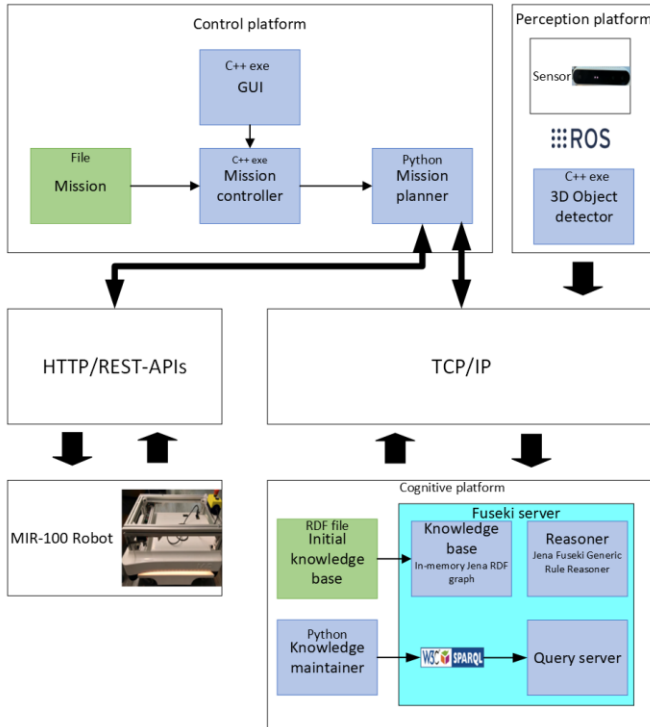 Control platform
C++ exe
GUI
File
Mission
C++ exe
Mission
controller
Python
Mission
planner
Perception platform
Sensor
ROS
C++ exe
3D Object
detector
HTTP/REST-APIs
TCP/IP
MIR-100 Robot
Cognitive platform
RDF file
Initial
knowledge
base
Fuseki server
Knowledge
base
In-memory Jena RDF
graph
Reasoner
Jena Fuseki Generic
Rule Reasoner
Python
Knowledge
maintainer
W3C SPARQL
Query server